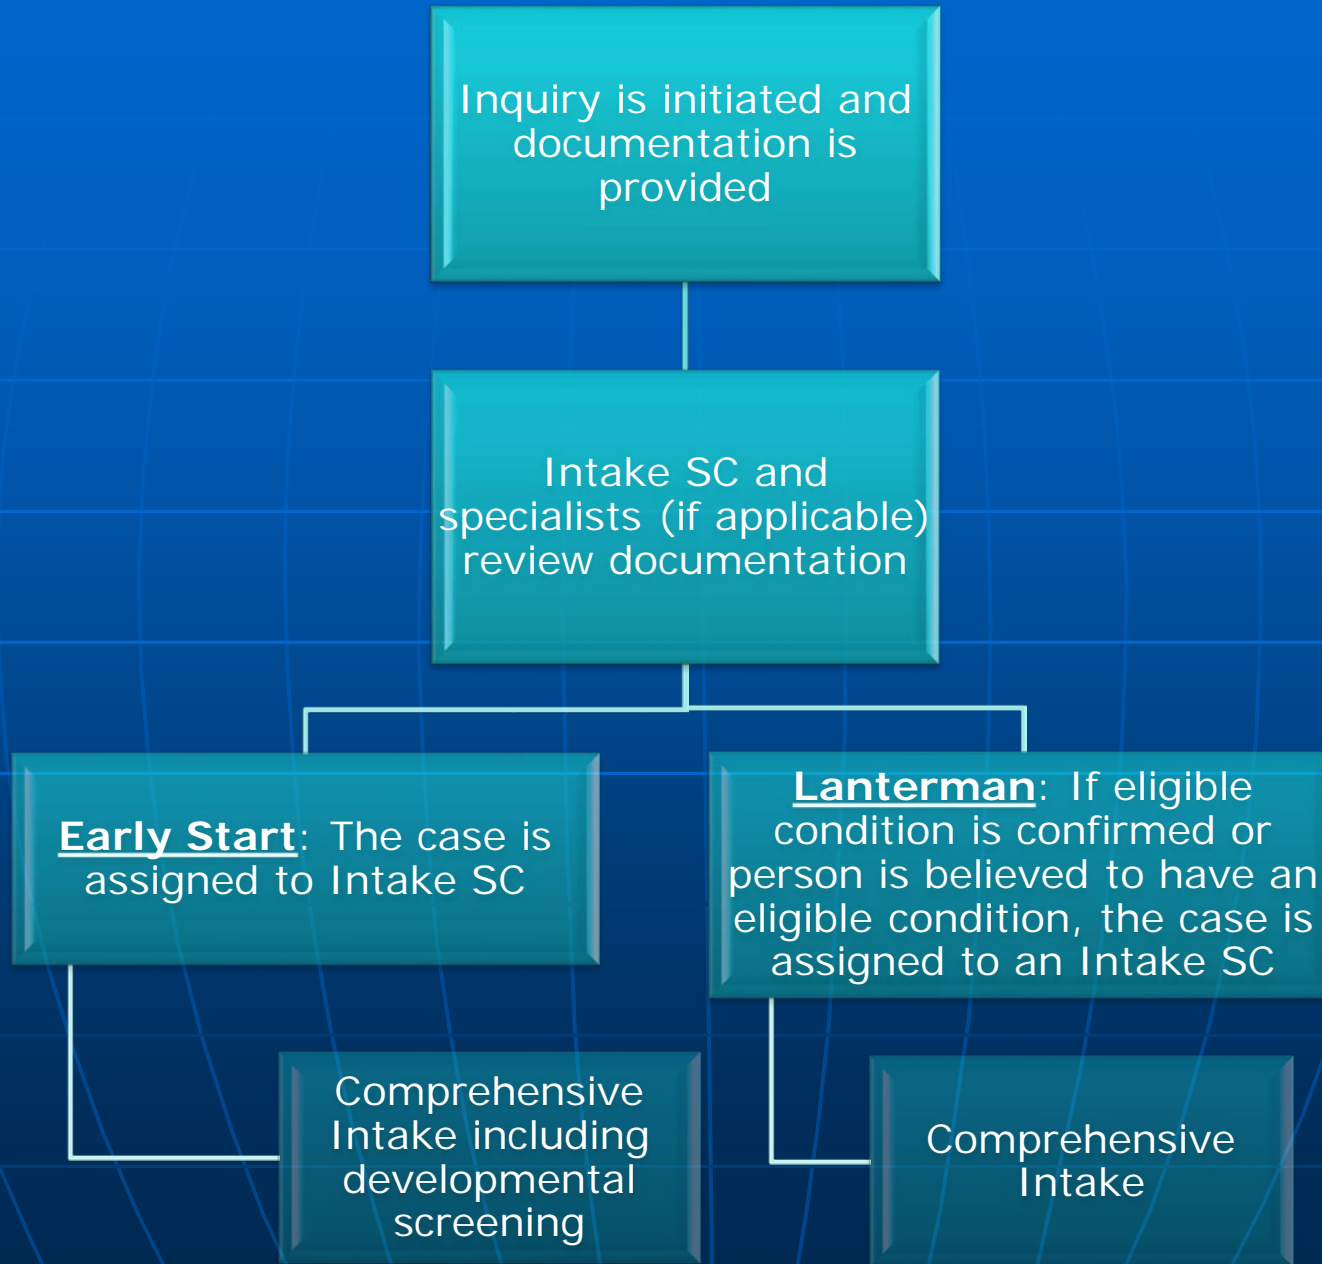 Inquiry is initiated and
documentation is
provided
Intake SC and
specialists (if applicable)
review documentation
Early Start: The case is
assigned to Intake SC
Lanterman: If eligible
condition is confirmed or
person is believed to have an
eligible condition, the case is
assigned to an Intake SC
Comprehensive
Intake including
developmental
screening
Comprehensive
Intake